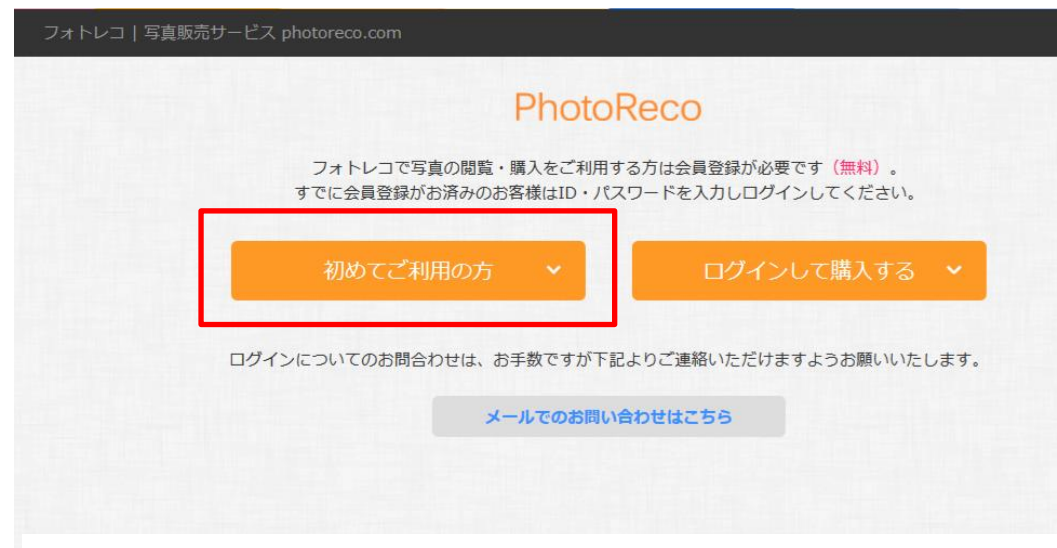 フォトレコ | 写真販売サービス photoreco.com
PhotoReco
フォトレコで写真の閲覧・購入をご利用する方は会員登録が必要です（無料）。
すでに会員登録がお済みのお客様はID・パスワードを入力しログインしてください。
初めてご利用の方
ログインして購入する
ログインについてのお問合わせは、お手数ですが下記よりご連絡いただけますようお願いいたします。
メールでのお問い合わせはこちら